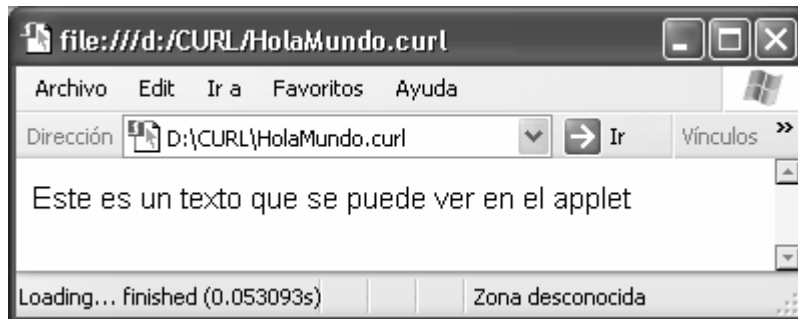 file:///d:/CURL/HolaMundo.curl
Archivo Edit Ir a Favoritos Ayuda
Dirección D:\CURL\HolaMundo.curl Ir Vínculos »
Este es un texto que se puede ver en el applet
Loading... finished (0.053093s) Zona desconocida